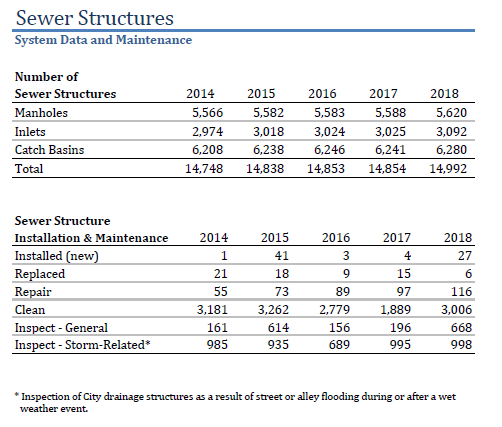 Sewer Structures
System Data and Maintenance
Number of
Sewer Structures 2014 2015 2016 2017 2018
Manholes 5,566 5,582 5,583 5,588 5,620
Inlets 2,974 3,018 3,024 3,025 3,092
Catch Basins 6,208 6,238 6,246 6,241 6,280
Total 14,748 14,838 14,853 14,854 14,992
Sewer Structure
Installation & Maintenance 2014 2015 2016 2017 2018
Installed (new) 1 41 3 4 27
Replaced 21 18 9 15 6
Repair 55 73 89 97 116
Clean 3,181 3,262 2,779 1,889 3,006
Inspect - General 161 614 156 196 668
Inspect - Storm-Related* 985 935 689 995 998
* Inspection of City drainage structures as a result of street or alley flooding during or after a wet
weather event.